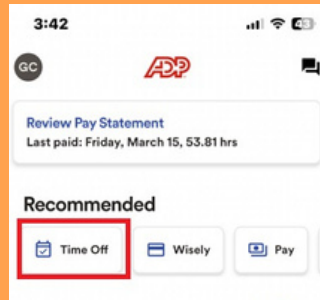 3:42
43
GC
ADP
Review Pay Statement
Last paid: Friday, March 15, 53.81 hrs
Recommended
Time Off
Wisely
Pay